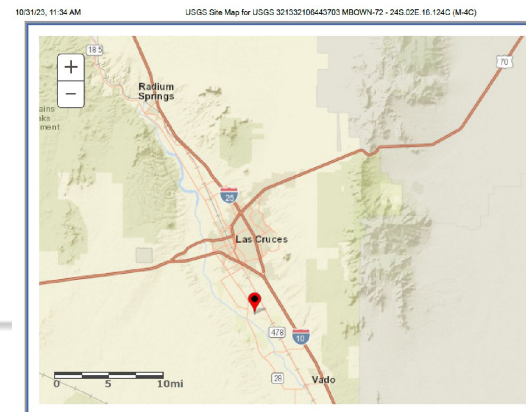 10/31/23, 11:34 AM
USGS Site Map for USGS 321332106443703 MBOWN-72 - 24S.02E.16.124C (M-4C)
185
+
−
70
Radium
Springs
ment
25
Las Cruces
478
10
28
Vado
0 5 10mi